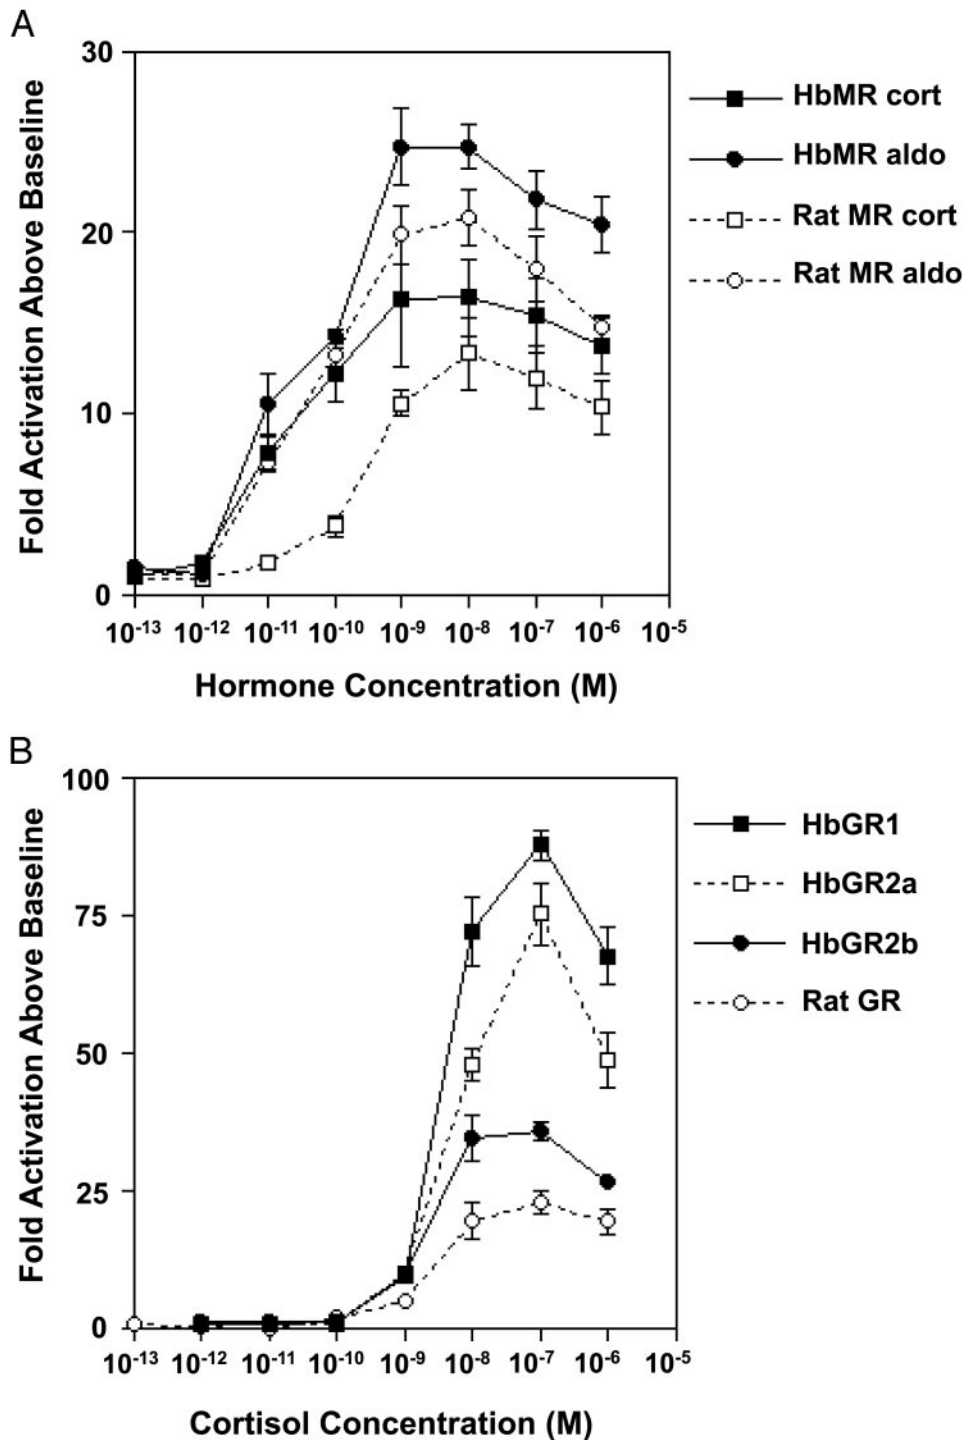 A
30
20
10
0
Fold Activation Above Baseline
HbMR cort
HbMR aldo
Rat MR cort
Rat MR aldo
10-13 10-12 10-11 10-10 10-9 10-8 10-7 10-6 10-5
Hormone Concentration (M)
B
100
75
50
25
0
Fold Activation Above Baseline
HbGR1
HbGR2a
HbGR2b
Rat GR
10-13 10-12 10-11 10-10 10-9 10-8 10-7 10-6 10-5
Cortisol Concentration (M)